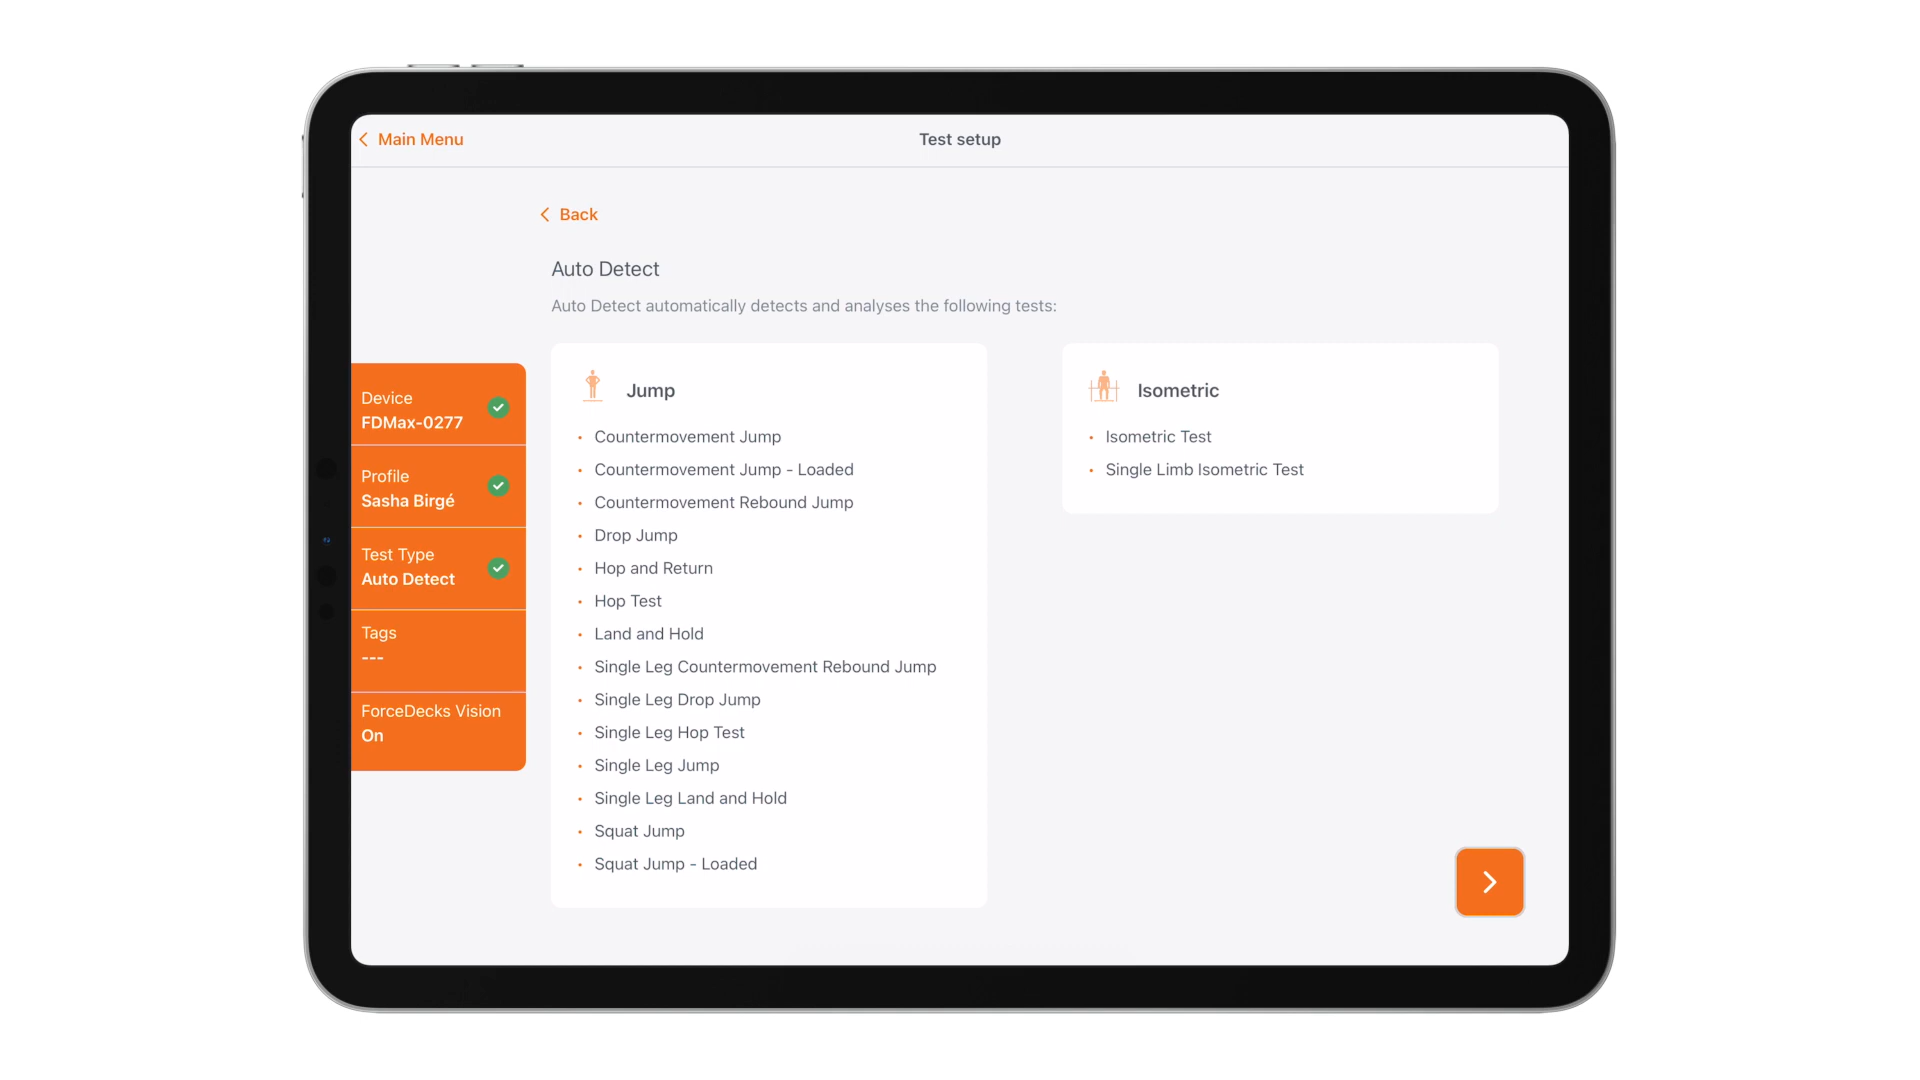 Main Menu
Test setup
Back
Auto Detect
Auto Detect automatically detects and analyses the following tests:
Device
FDMax-0277
Profile
Sasha Birgé
Test Type
Auto Detect
Tags
---
ForceDecks Vision
On
Jump
Countermovement Jump
Countermovement Jump - Loaded
Countermovement Rebound Jump
Drop Jump
Hop and Return
Hop Test
Land and Hold
Single Leg Countermovement Rebound Jump
Single Leg Drop Jump
Single Leg Hop Test
Single Leg Jump
Single Leg Land and Hold
Squat Jump
Squat Jump - Loaded
Isometric
Isometric Test
Single Limb Isometric Test